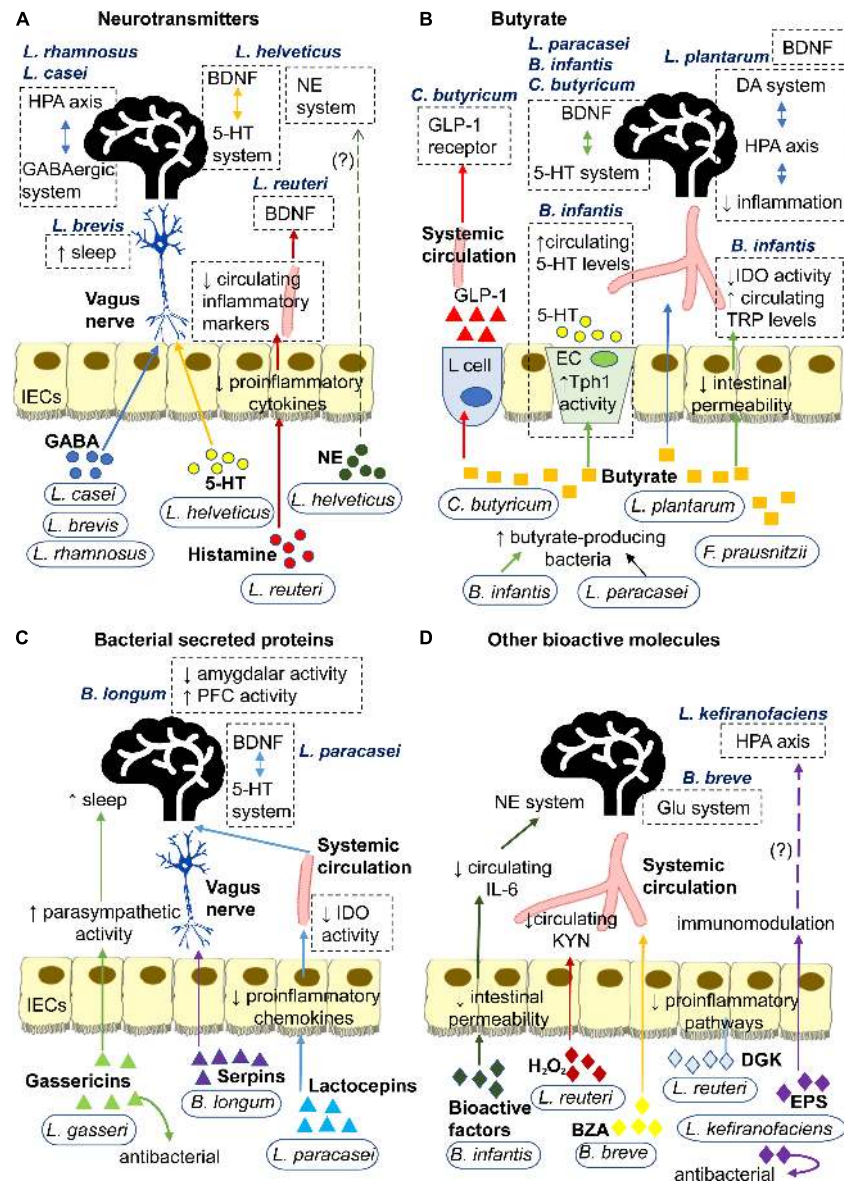 A
Neurotransmitters
L. rhamnosus
L. casei
HPA axis
GABAergic
system
L. helveticus
BDNF
5-HT
system
NE
system
(?)
L. brevis
↑ sleep
L. reuteri
BDNF
Vagus
nerve
↓ circulating
inflammatory
markers
IECs
↓ proinflammatory
cytokines
GABA
L. casei
L. brevis
L. rhamnosus
5-HT
L. helveticus
NE
L. helveticus
Histamine
L. reuteri
B
Butyrate
C. butyricum
GLP-1
receptor
L. paracasei
B. infantis
C. butyricum
BDNF
5-HT system
L. plantarum
BDNF
DA system
HPA axis
↓ inflammation
Systemic
circulation
GLP-1
L cell
B. infantis
↑circulating
5-HT levels
5-HT
EC
↑Tph1
activity
B. infantis
↓IDO activity
↑ circulating
TRP levels
↓ intestinal
permeability
Butyrate
C. butyricum
L. plantarum
F. prausnitzii
↑ butyrate-producing
bacteria
B. infantis
L. paracasei
C
Bacterial secreted proteins
B. longum
↓ amygdalar activity
↑ PFC activity
BDNF
5-HT
system
L. paracasei
↑ sleep
Vagus
nerve
Systemic
circulation
↑ parasympathetic
activity
↓ IDO
activity
IECs
↓ proinflammatory
chemokines
Gassericins
L. gasseri
antibacterial
Serpins
B. longum
Lactocepins
L. paracasei
D
Other bioactive molecules
L. kefiranofaciens
HPA axis
B. breve
Glu system
NE system
(?)
Systemic
circulation
↓ circulating
IL-6
↓circulating
KYN
immunomodulation
↓ intestinal
permeability
↓ proinflammatory
pathways
Bioactive
factors
B. infantis
H₂O₂
L. reuteri
BZA
B. breve
DGK
L. reuteri
EPS
L. kefiranofaciens
antibacterial